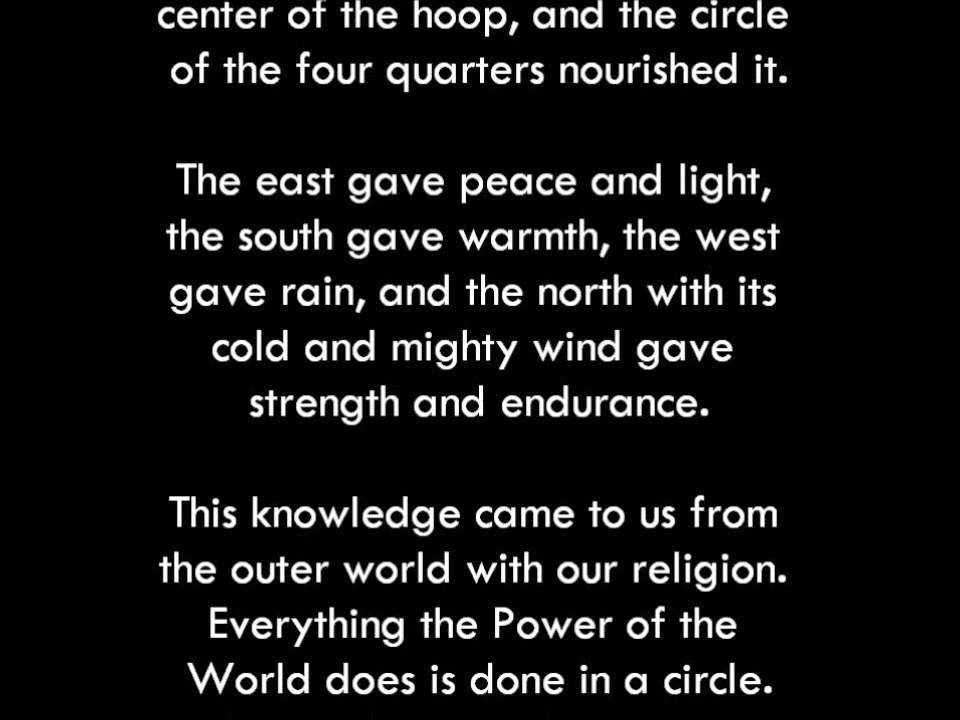 center of the hoop, and the circle
of the four quarters nourished it.
The east gave peace and light,
the south gave warmth, the west
gave rain, and the north with its
cold and mighty wind gave
strength and endurance.
This knowledge came to us from
the outer world with our religion.
Everything the Power of the
World does is done in a circle.